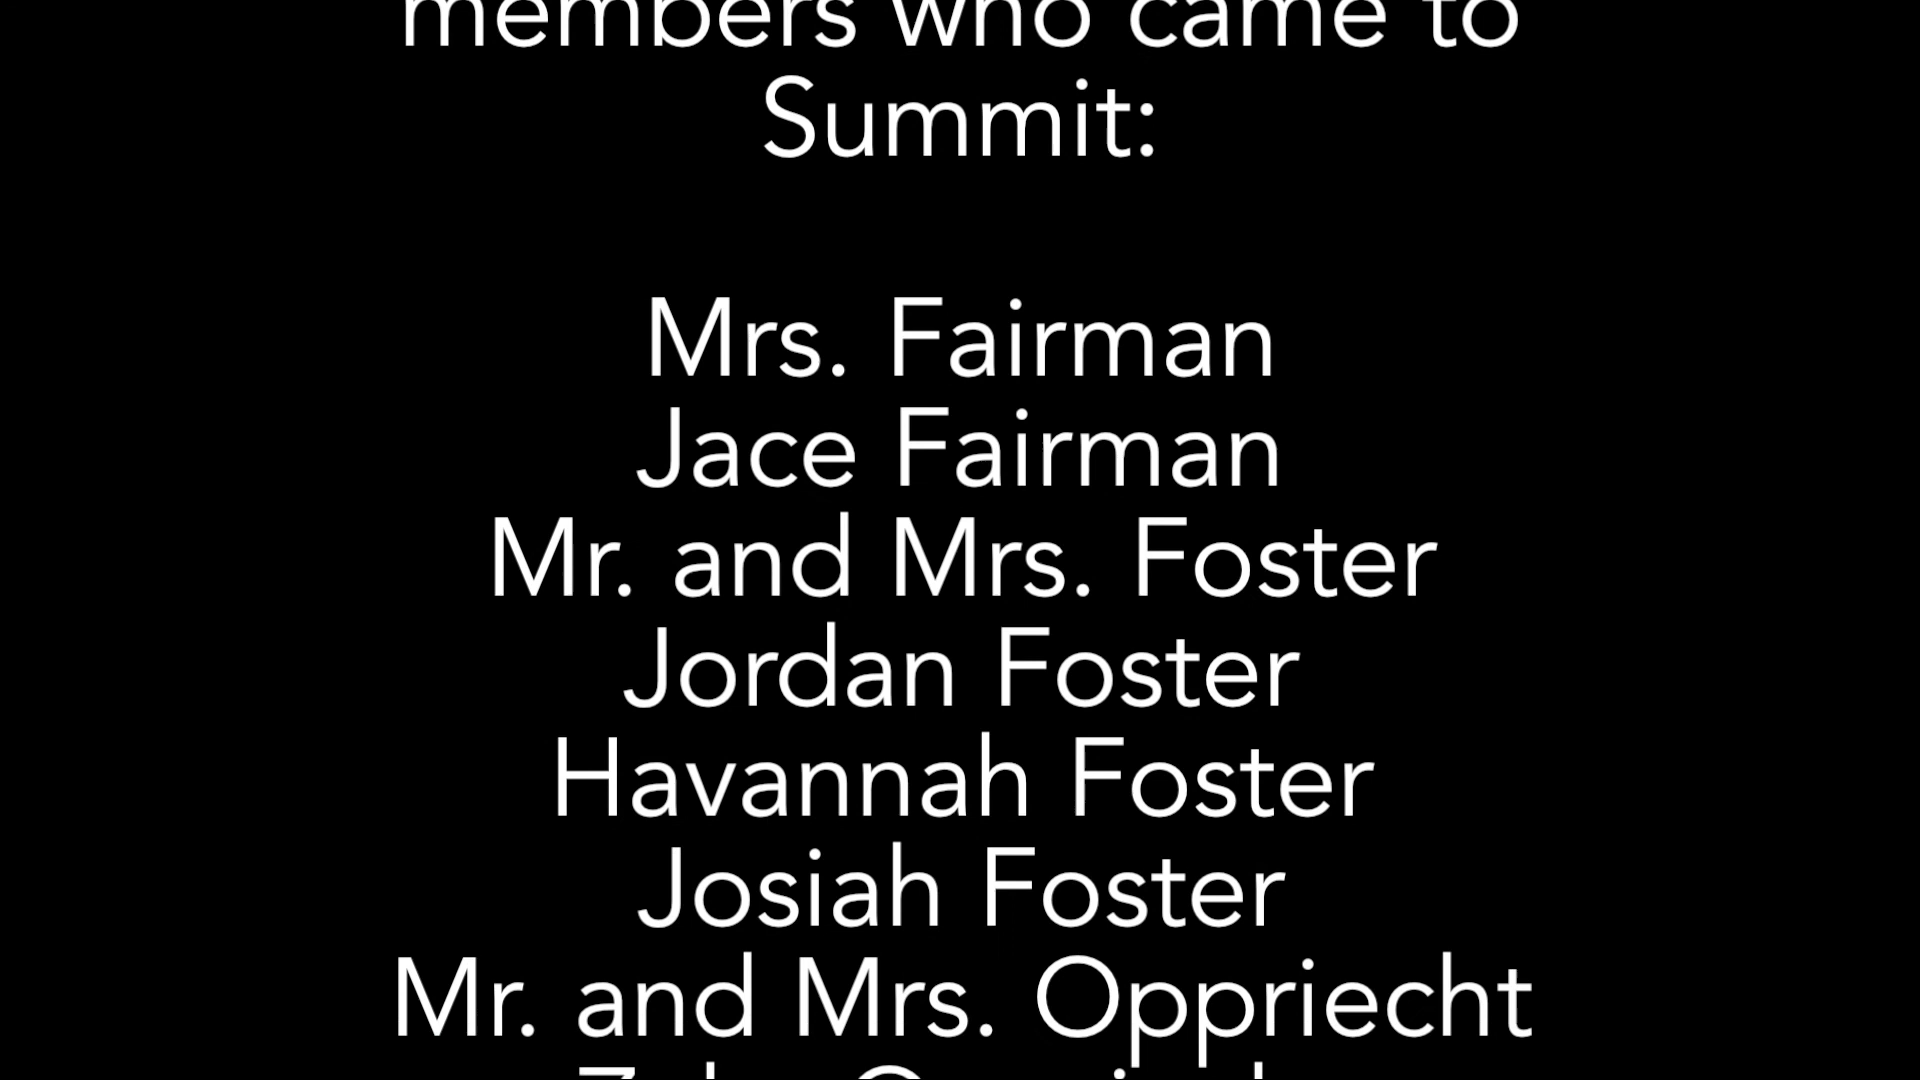 members who came to
Summit:
Mrs. Fairman
Jace Fairman
Mr. and Mrs. Foster
Jordan Foster
Havannah Foster
Josiah Foster
Mr. and Mrs. Oppriecht